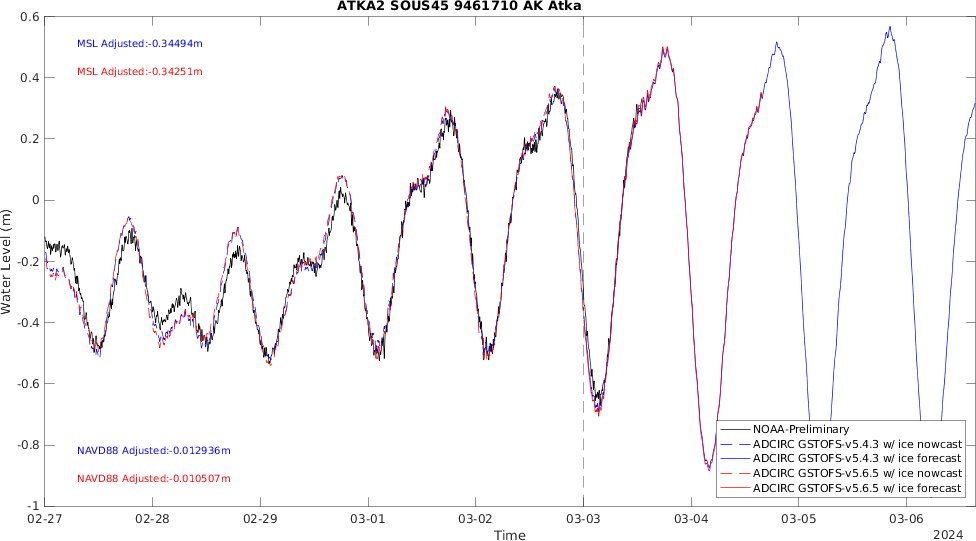 ATKA2 SOUS45 9461710 AK Atka
0.6
0.4
0.2
0
-0.2
-0.4
-0.6
-0.8
-1
Water Level (m)
MSL Adjusted:-0.34494m
MSL Adjusted:-0.34251m
NAVD88 Adjusted:-0.012936m
NAVD88 Adjusted:-0.010507m
NOAA-Preliminary
ADCIRC GSTOFS-v5.4.3 w/ ice nowcast
ADCIRC GSTOFS-v5.4.3 w/ ice forecast
ADCIRC GSTOFS-v5.6.5 w/ ice nowcast
ADCIRC GSTOFS-v5.6.5 w/ ice forecast
02-27 02-28 02-29 03-01 03-02 03-03 03-04 03-05 03-06
Time
2024